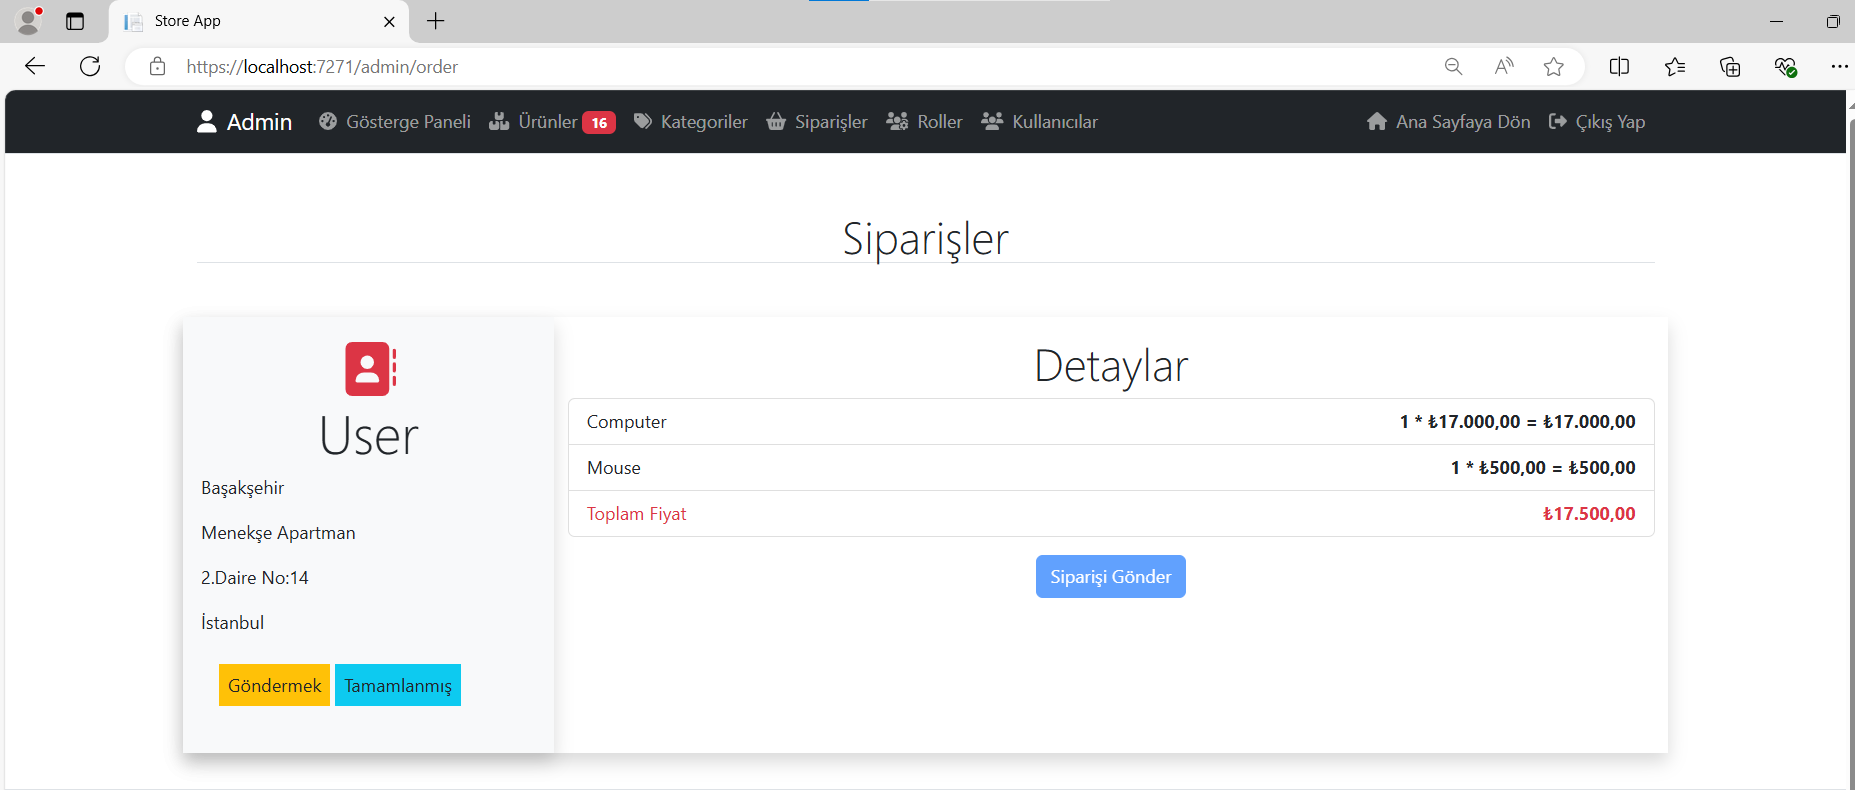 Store App
https://localhost:7271/admin/order
Admin Gösterge Paneli Ürünler 16 Kategoriler Siparişler Roller Kullanıcılar Ana Sayfaya Dön Çıkış Yap
Siparişler
User
Başakşehir
Menekşe Apartman
2.Daire No:14
İstanbul
Göndermek Tamamlanmış
Detaylar
Computer 1 * ₺17.000,00 = ₺17.000,00
Mouse 1 * ₺500,00 = ₺500,00
Toplam Fiyat ₺17.500,00
Siparişi Gönder